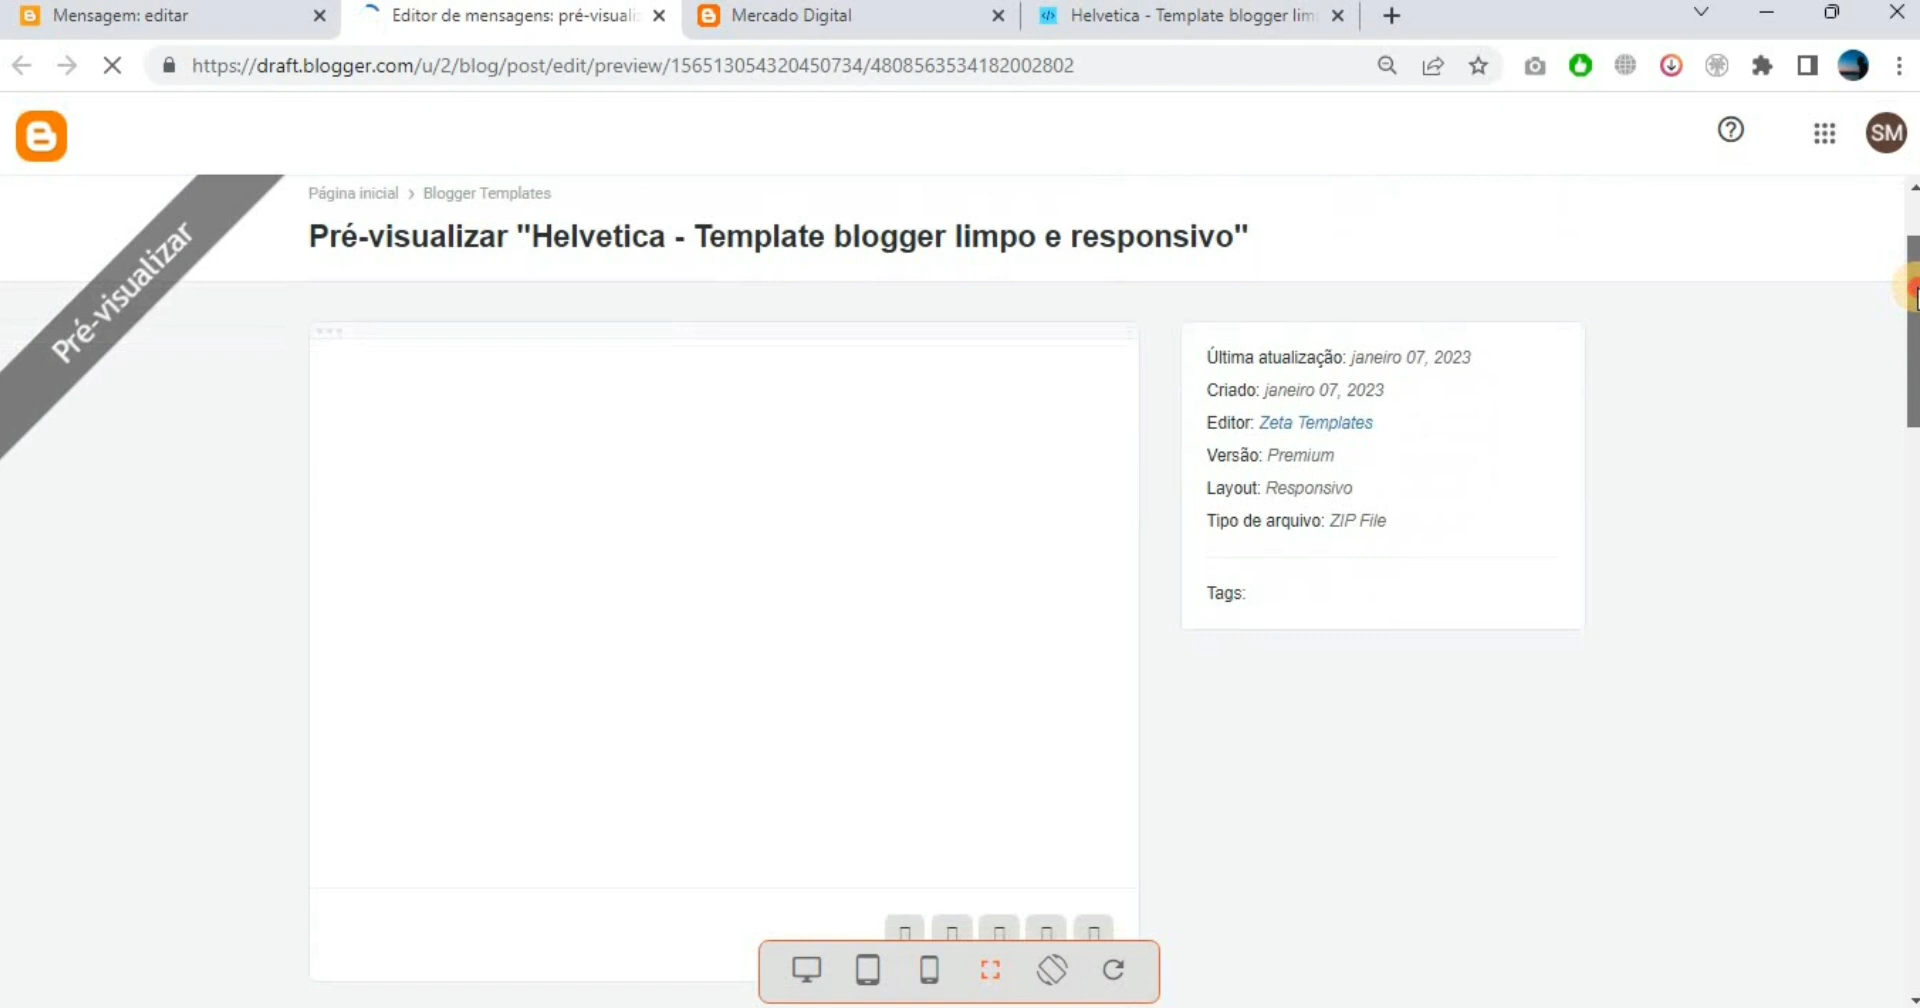 Mensagem: editar
Editor de mensagens: pré-visuali
Mercado Digital
Helvetica - Template blogger lim
https://draft.blogger.com/u/2/blog/post/edit/preview/156513054320450734/4808563534182002802
SM
Pré-visualizar
Página inicial › Blogger Templates
Pré-visualizar "Helvetica - Template blogger limpo e responsivo"
Última atualização: janeiro 07, 2023
Criado: janeiro 07, 2023
Editor: Zeta Templates
Versão: Premium
Layout: Responsivo
Tipo de arquivo: ZIP File
Tags: